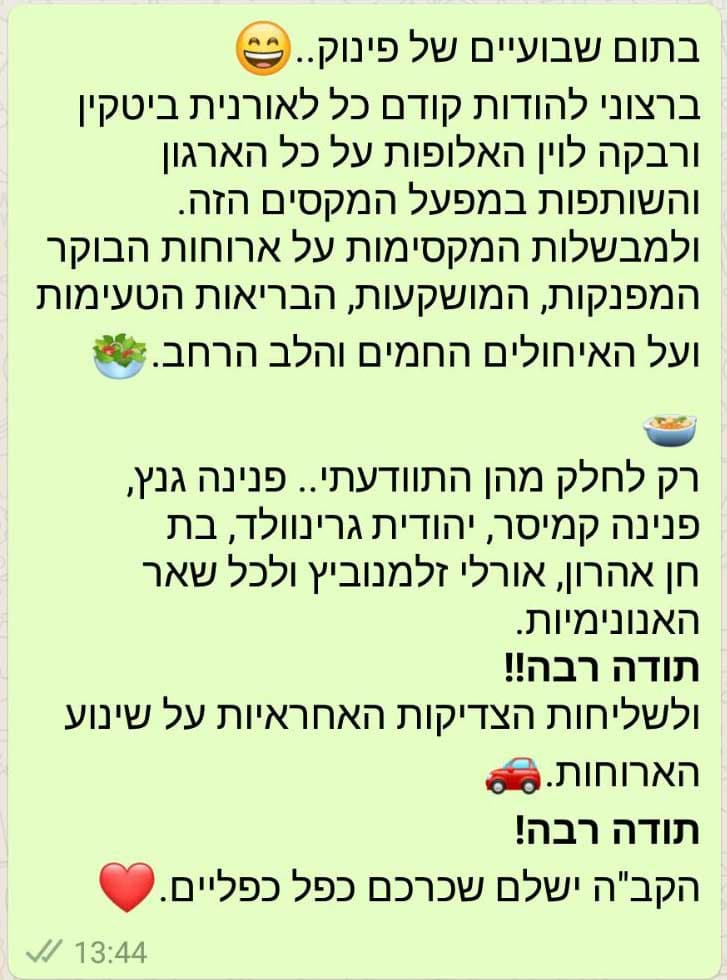 בתום שבועיים של פינוק..😄
ברצוני להודות קודם כל לאורנית ביטקין
ורבקה לוין האלופות על כל הארגון
והשותפות במפעל המקסים הזה.
ולמבשלות המקסימות על ארוחות הבוקר
המפנקות, המושקעות, הבריאות הטעימות
ועל האיחולים החמים והלב הרחב.🥗
🍲
רק לחלק מהן התוודעתי.. פנינה גנץ,
פנינה קמיסר, יהודית גרינוולד, בת
חן אהרון, אורלי זלמנוביץ ולכל שאר
האנונימיות.
תודה רבה!!
ולשליחות הצדיקות האחראיות על שינוע
הארוחות.🚗
תודה רבה!
הקב"ה ישלם שכרכם כפל כפליים.❤️
13:44